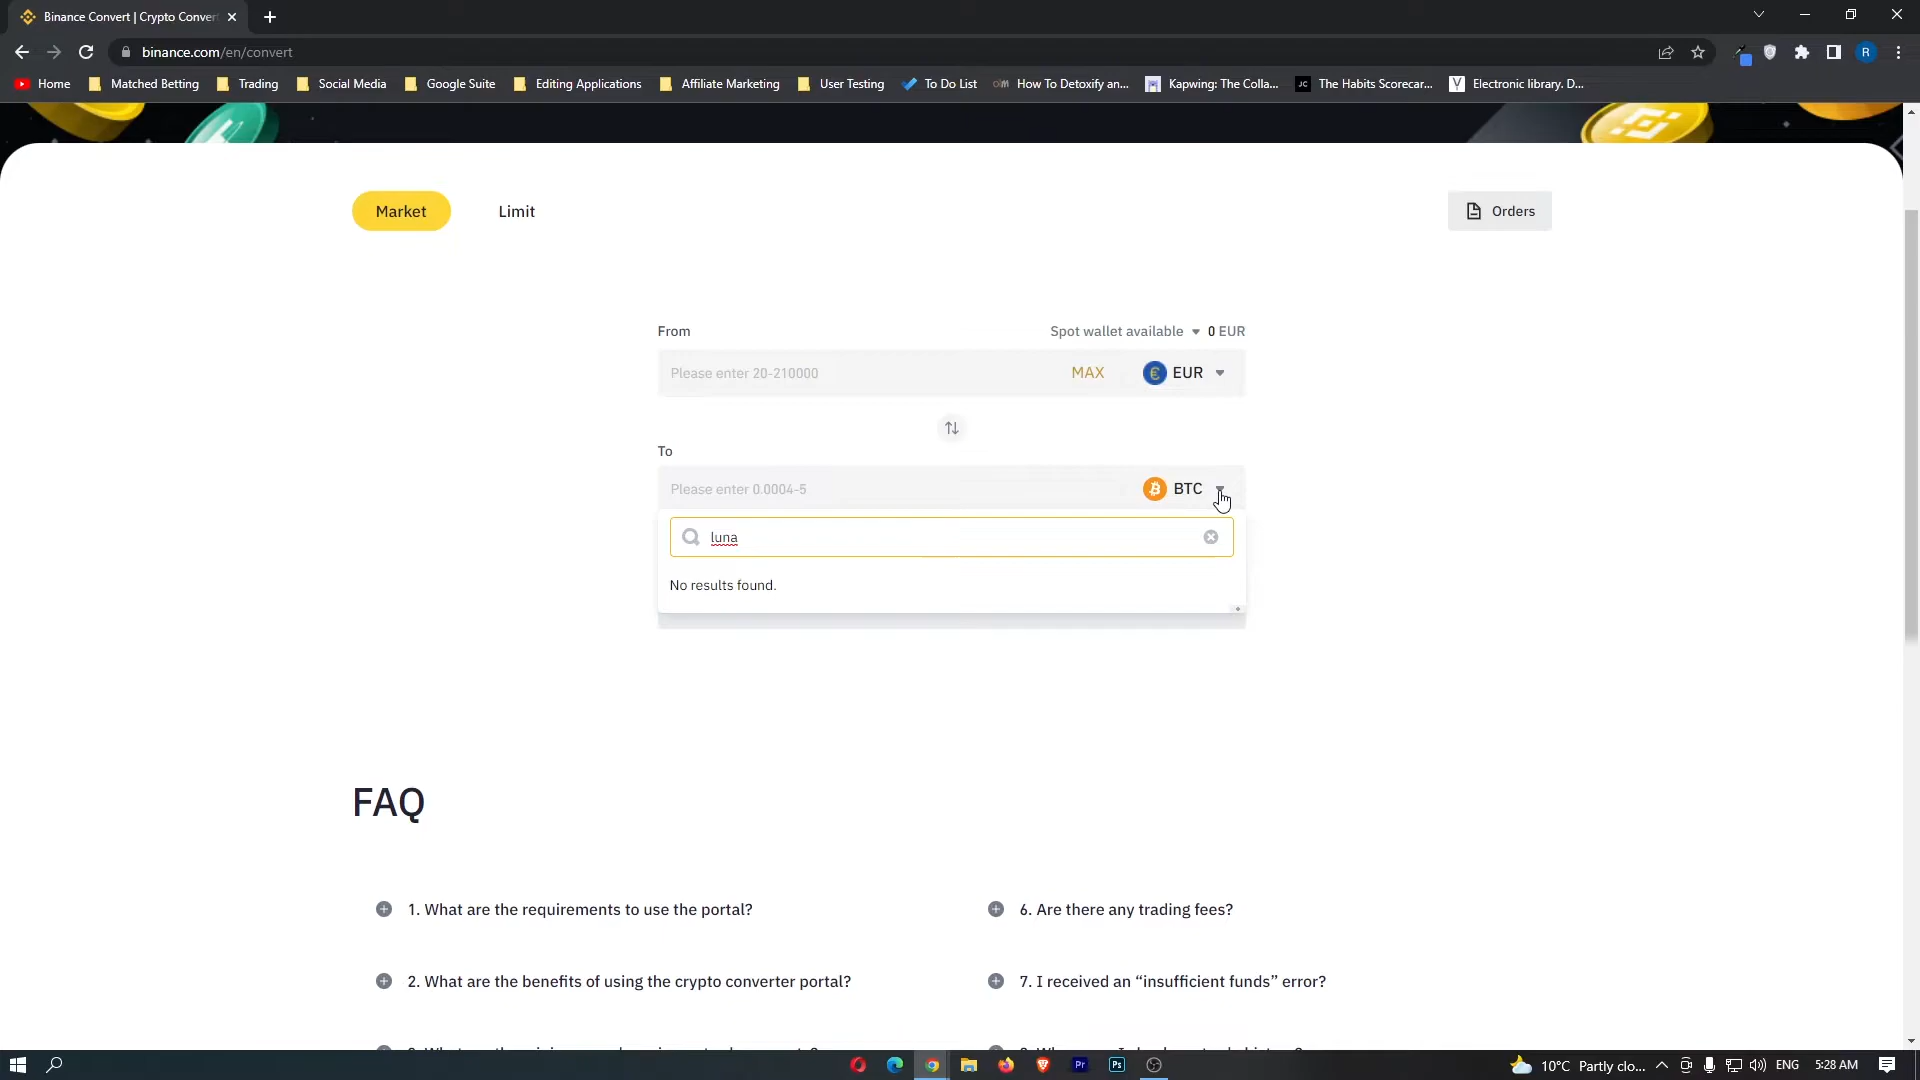 Binance Convert | Crypto Conver
binance.com/en/convert
R
Home
Matched Betting
Trading
Social Media
Google Suite
Editing Applications
Affiliate Marketing
User Testing
To Do List
How To Detoxify an...
Kapwing: The Colla...
JC
The Habits Scorecar...
Electronic library. D...
Market
Limit
Orders
From
Spot wallet available 0 EUR
Please enter 20-210000
MAX
EUR
To
Please enter 0.0004-5
BTC
luna
No results found.
FAQ
1. What are the requirements to use the portal?
6. Are there any trading fees?
2. What are the benefits of using the crypto converter portal?
7. I received an “insufficient funds” error?
Pr
Ps
10°C Partly clo...
ENG
5:28 AM